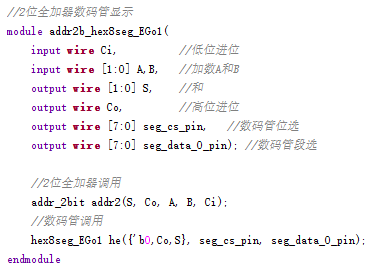 //2位全加器数码管显示
module addr2b_hex8seg_EGo1(
input wire Ci, //低位进位
input wire [1:0] A,B, //加数A和B
output wire [1:0] S, //和
output wire Co, //高位进位
output wire [7:0] seg_cs_pin, //数码管位选
output wire [7:0] seg_data_0_pin); //数码管段选
//2位全加器调用
addr_2bit addr2(S, Co, A, B, Ci);
//数码管调用
hex8seg_EGo1 he({'b0,Co,S}, seg_cs_pin, seg_data_0_pin);
endmodule